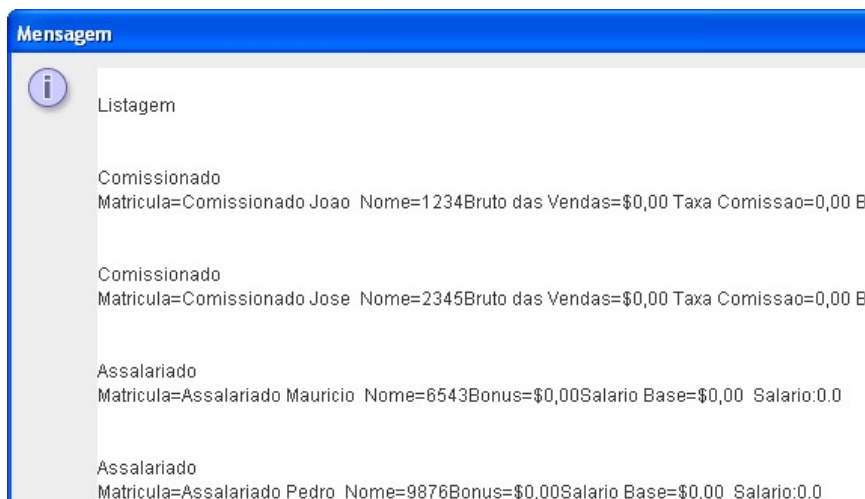 Mensagem
Listagem
Comissionado
Matricula=Comissionado Joao Nome=1234Bruto das Vendas=$0,00 Taxa Comissao=0,00 B
Comissionado
Matricula=Comissionado Jose Nome=2345Bruto das Vendas=$0,00 Taxa Comissao=0,00 B
Assalariado
Matricula=Assalariado Mauricio Nome=6543Bonus=$0,00Salario Base=$0,00 Salario:0.0
Assalariado
Matricula=Assalariado Pedro Nome=9876Bonus=$0,00Salario Base=$0,00 Salario:0.0